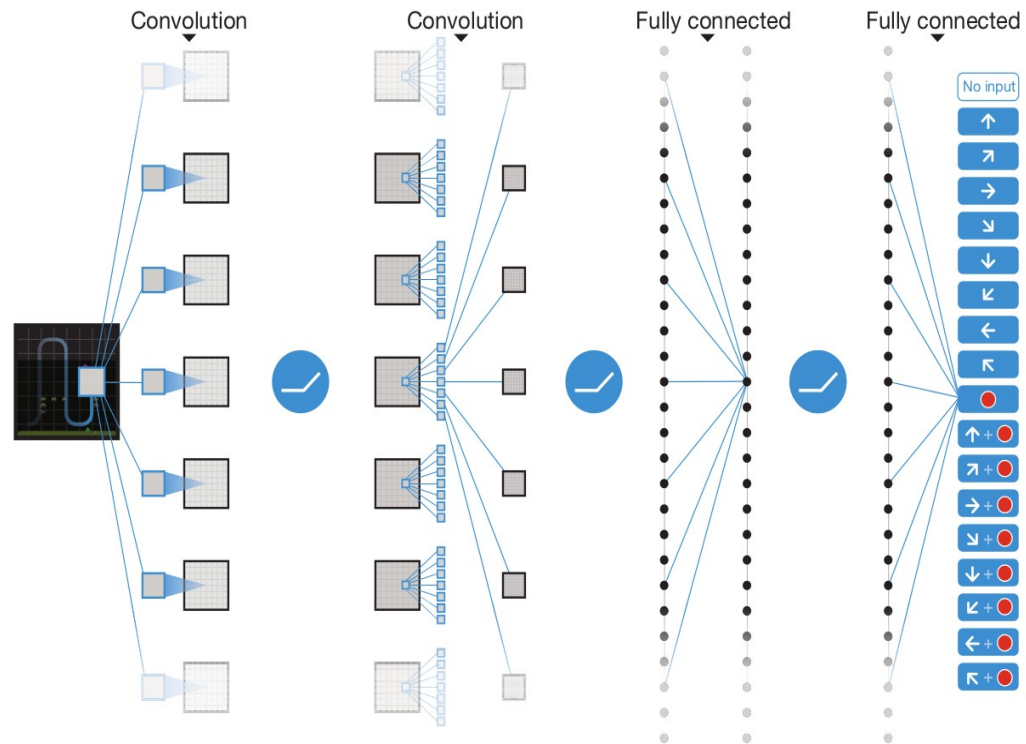 Convolution
Convolution
Fully connected
Fully connected
No input
+
+
+
+
+
+
+
+